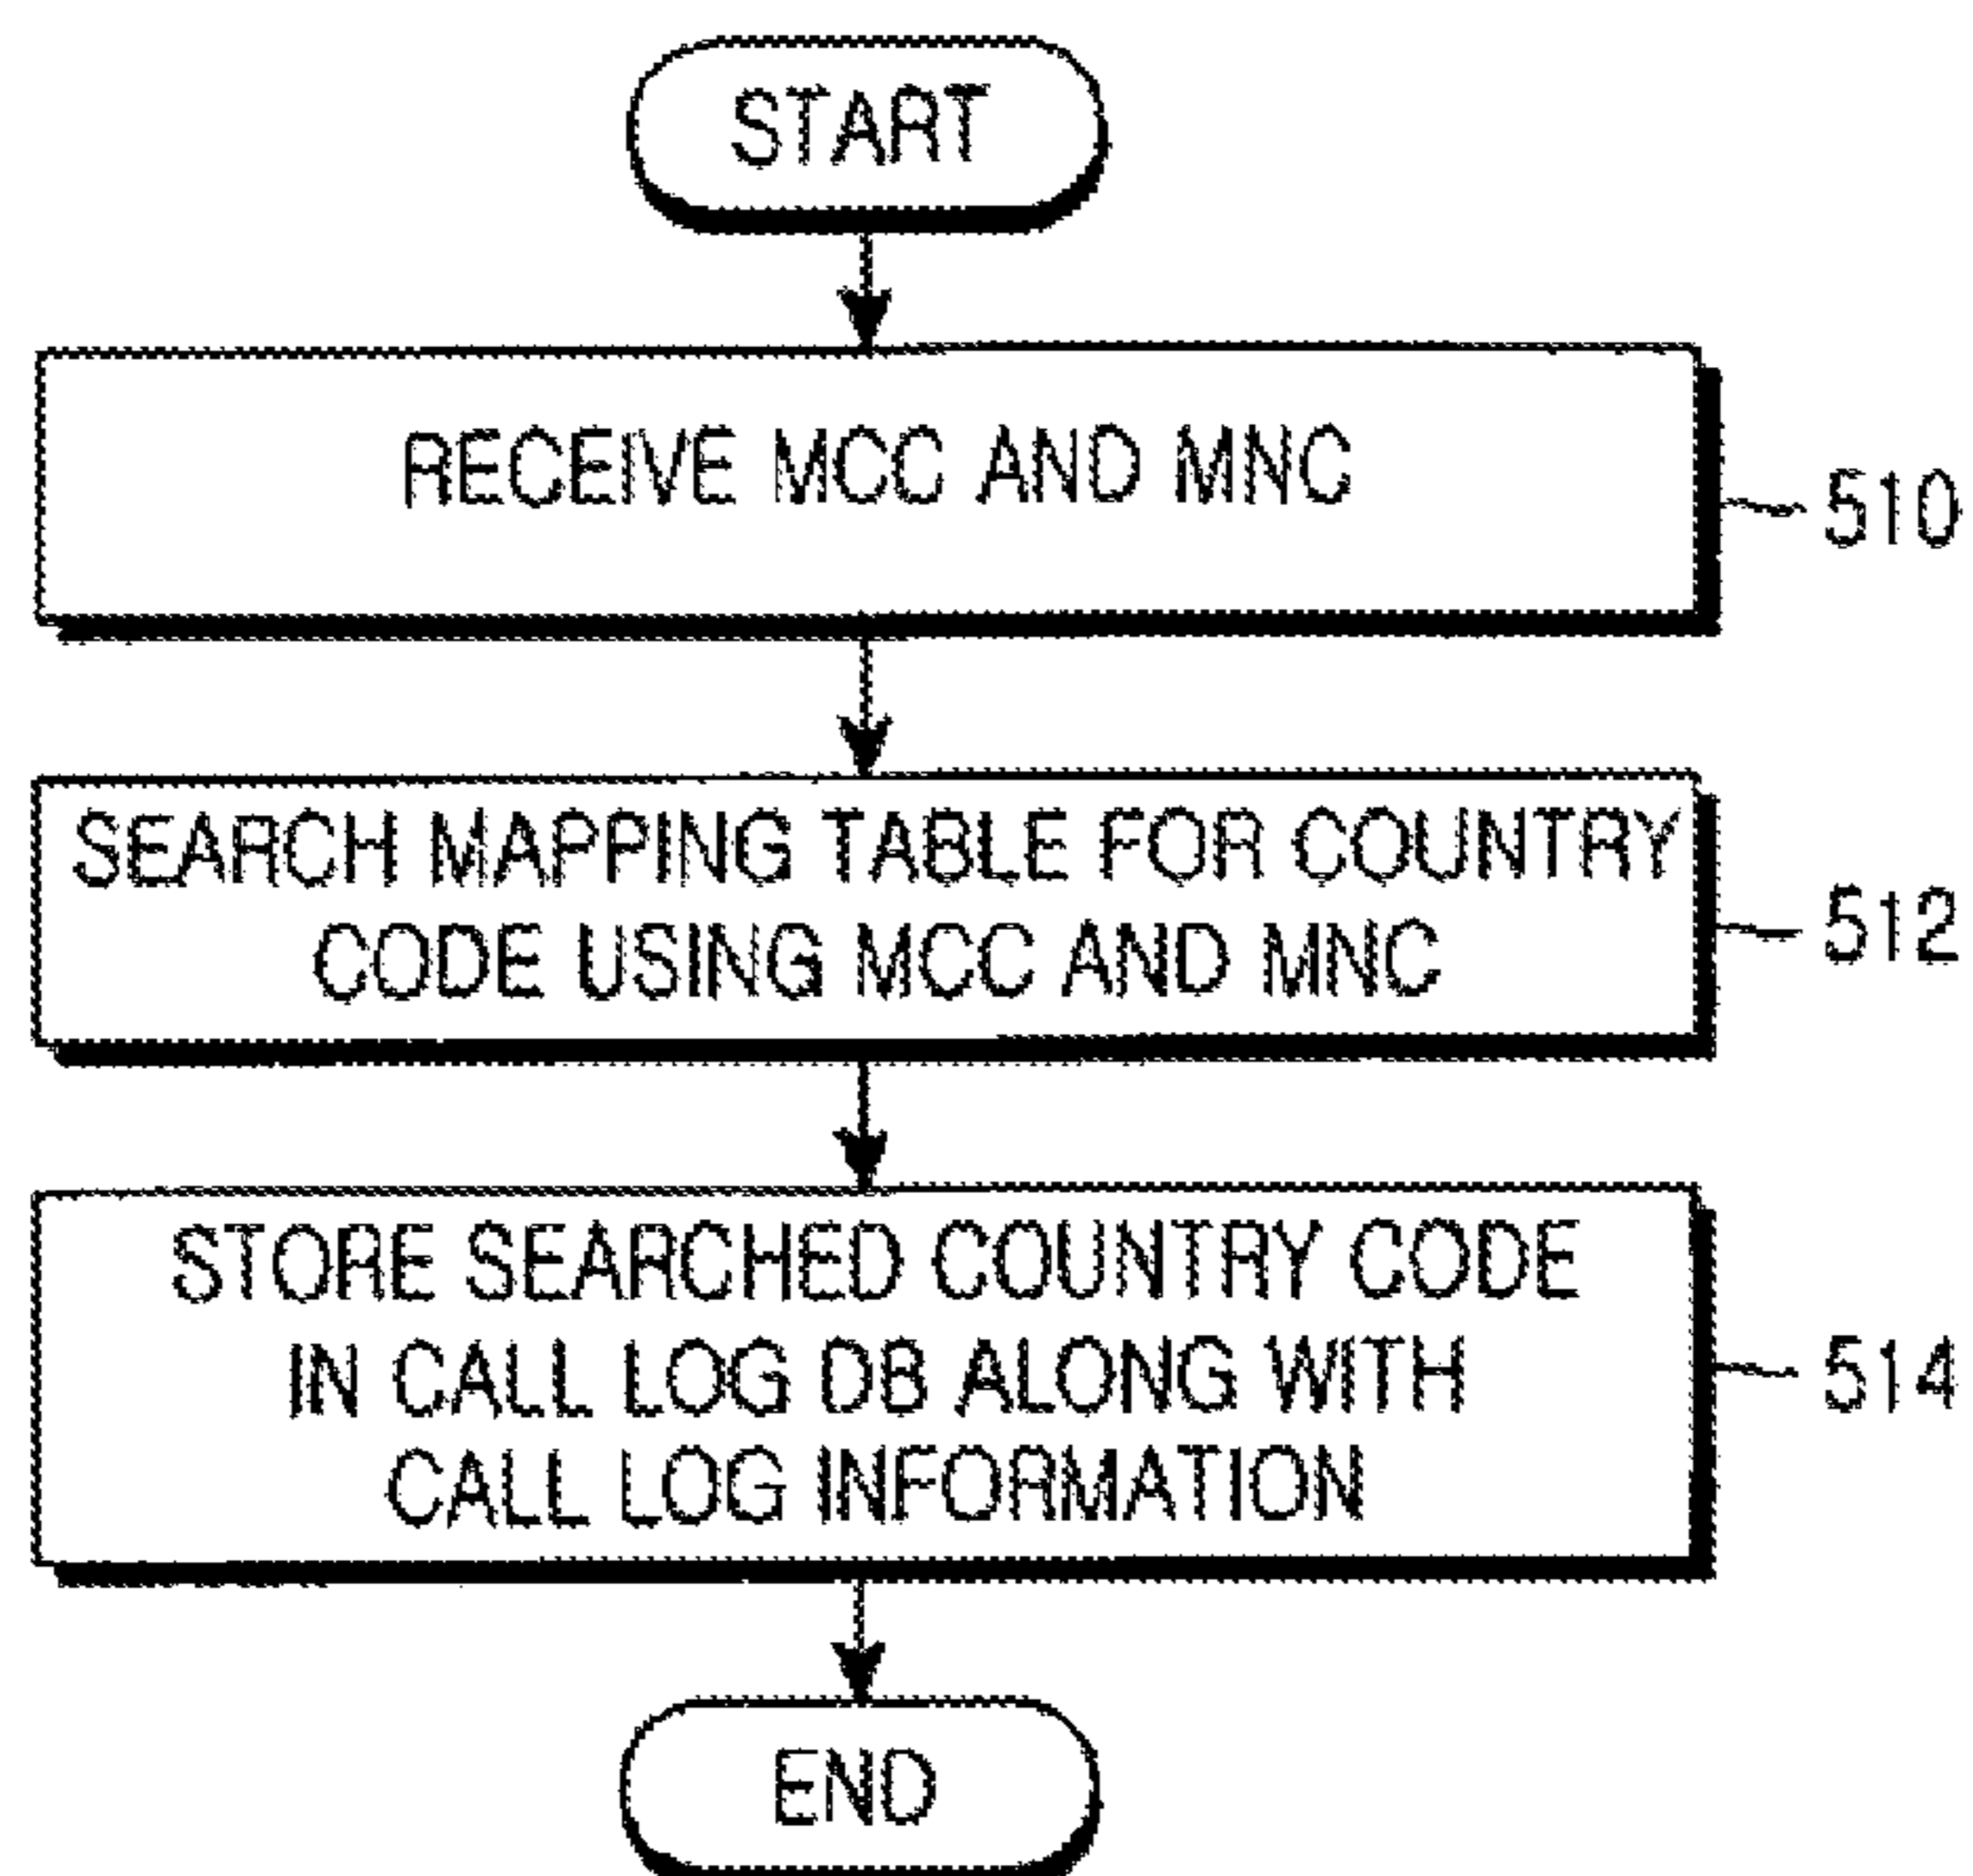 START
RECEIVE MCC AND MNC
510
SEARCH MAPPING TABLE FOR COUNTRY
CODE USING MCC AND MNC
512
STORE SEARCHED COUNTRY CODE
IN CALL LOG DB ALONG WITH
CALL LOG INFORMATION
514
END